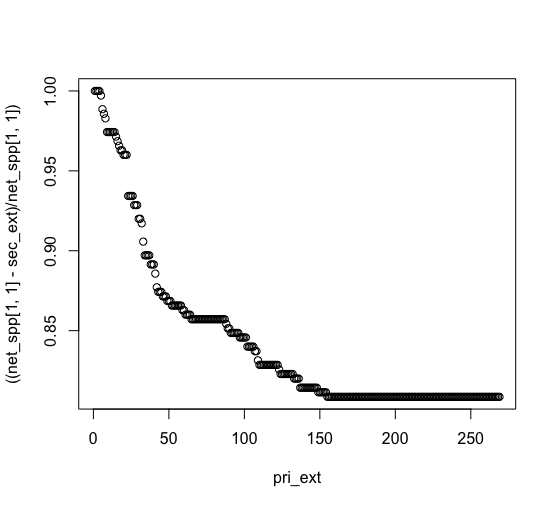 ((net_spp[1, 1] - sec_ext)/net_spp[1, 1])
1.00
0.95
0.90
0.85
0 50 100 150 200 250
pri_ext